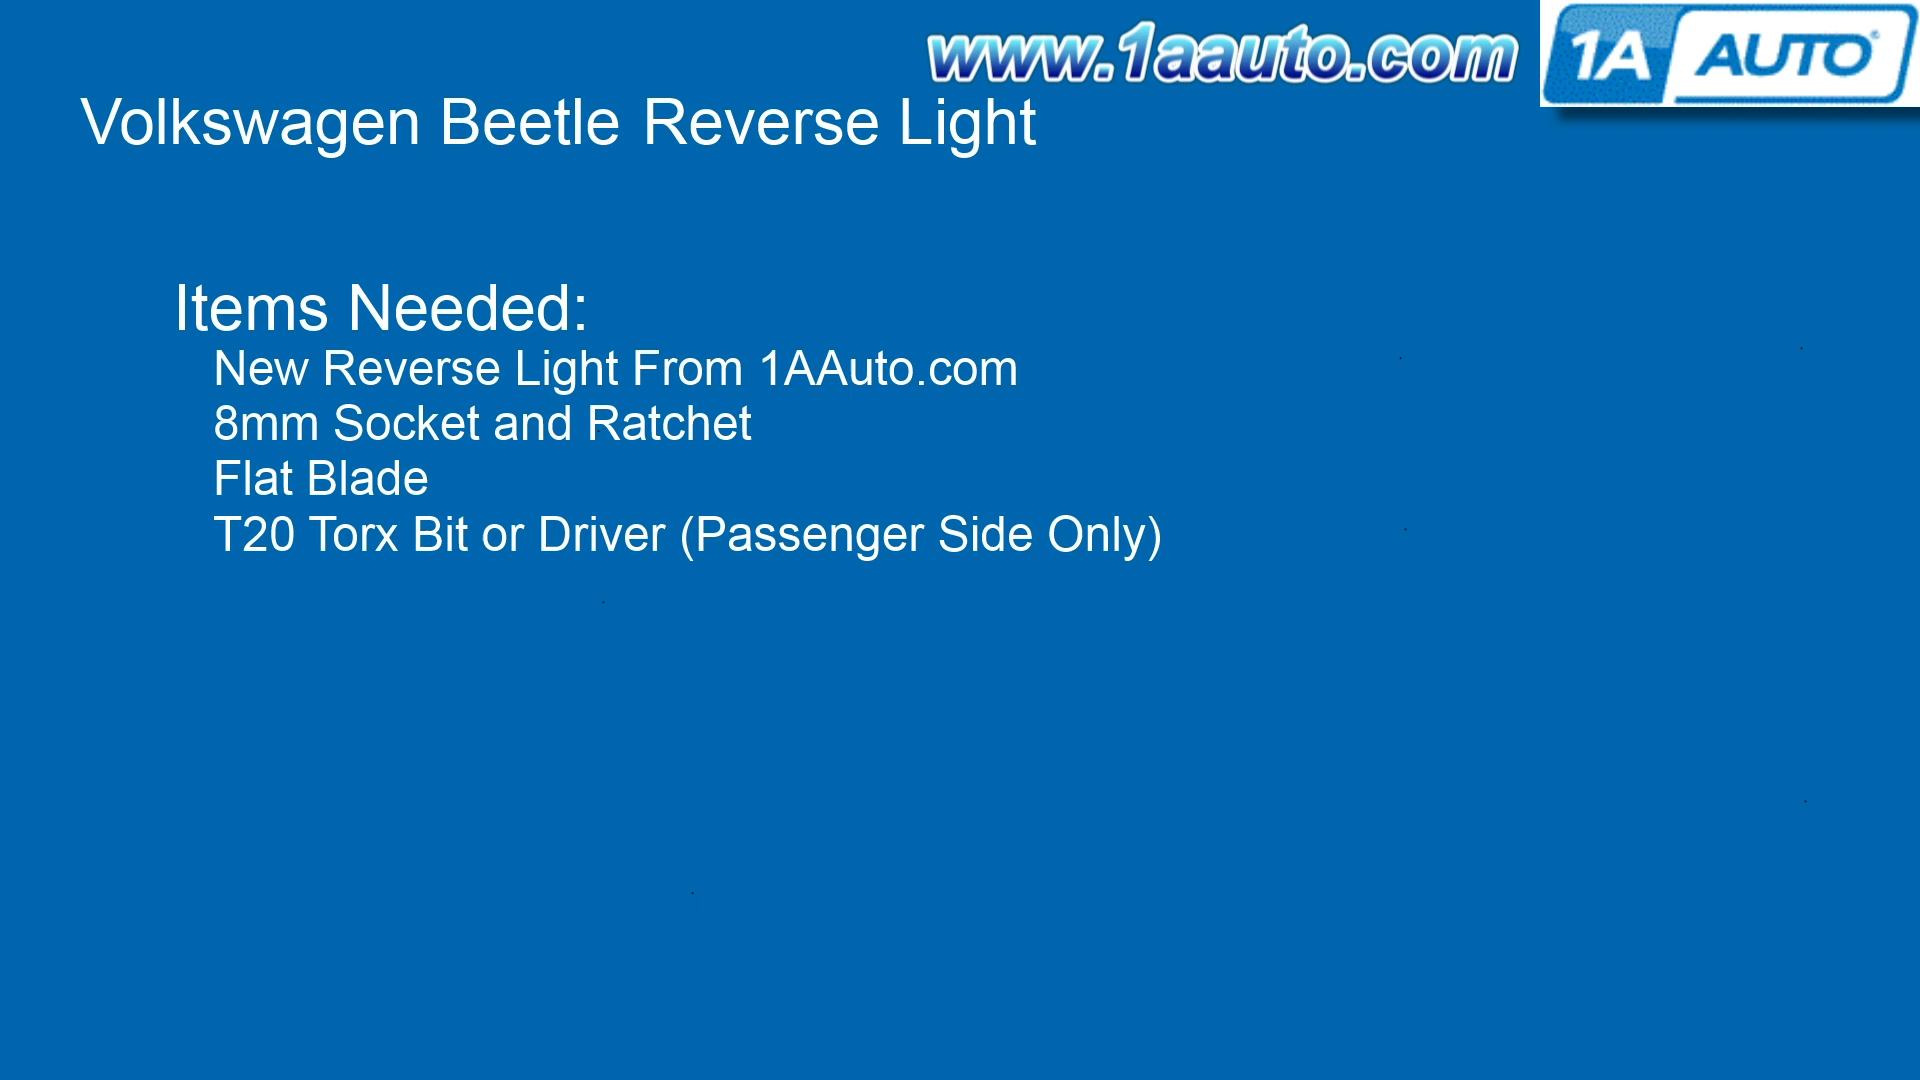 www.1aauto.com
1A AUTO
Volkswagen Beetle Reverse Light
Items Needed:
New Reverse Light From 1AAuto.com
8mm Socket and Ratchet
Flat Blade
T20 Torx Bit or Driver (Passenger Side Only)